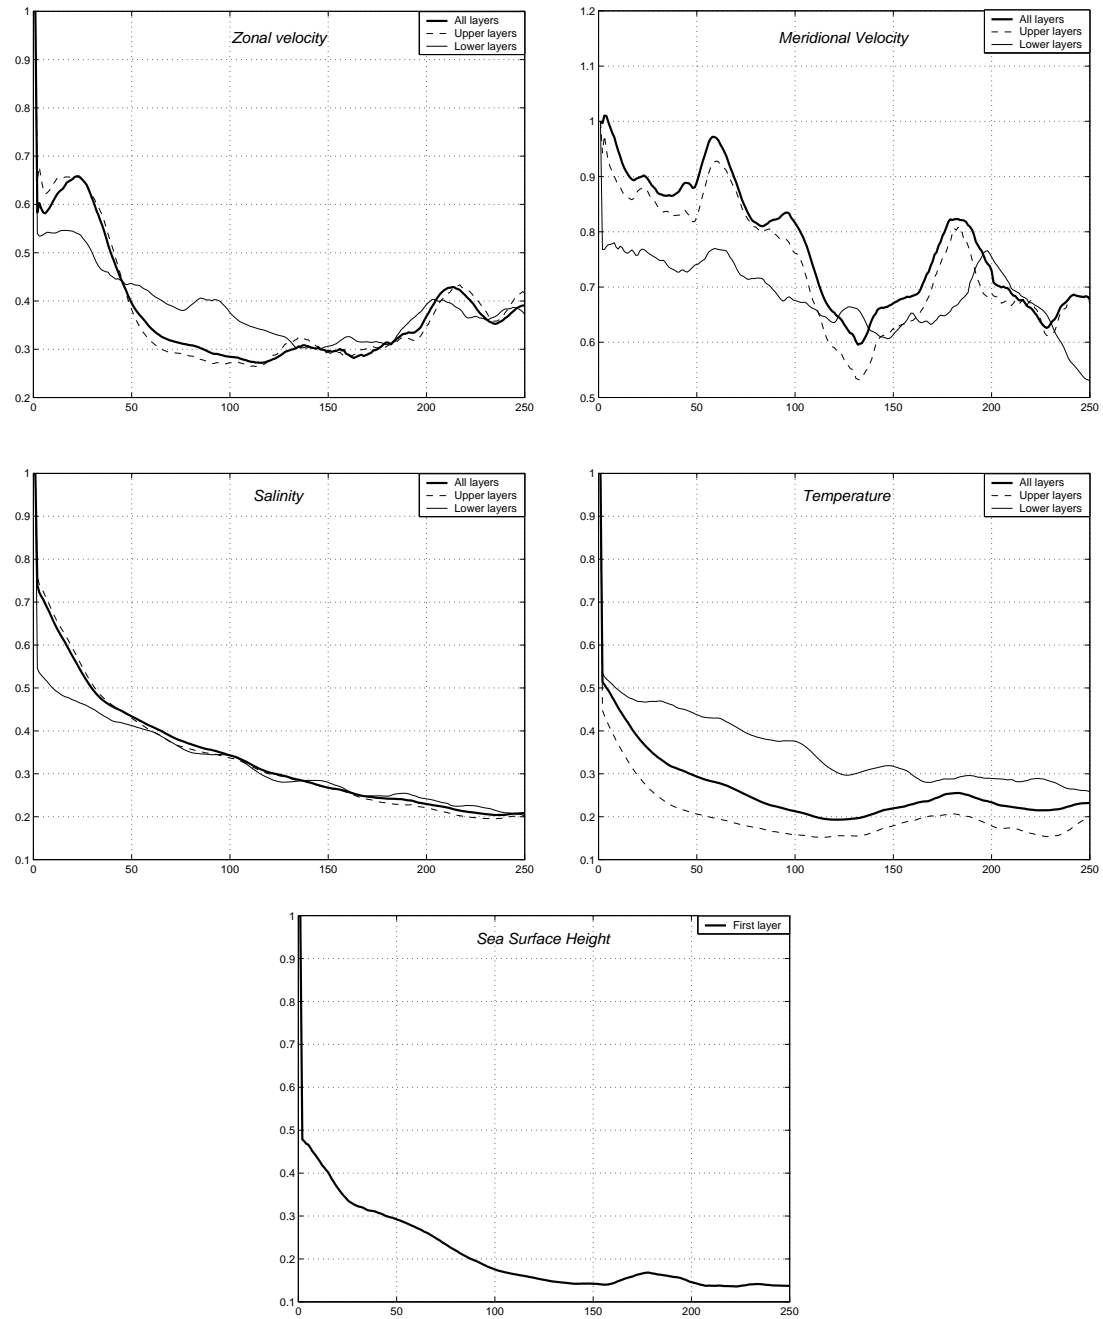 Zonal velocity
All layers
Upper layers
Lower layers
1
0.9
0.8
0.7
0.6
0.5
0.4
0.3
0.2
0 50 100 150 200 250
Meridional Velocity
All layers
Upper layers
Lower layers
1.2
1.1
1
0.9
0.8
0.7
0.6
0.5
0 50 100 150 200 250
Salinity
All layers
Upper layers
Lower layers
1
0.9
0.8
0.7
0.6
0.5
0.4
0.3
0.2
0.1
0 50 100 150 200 250
Temperature
All layers
Upper layers
Lower layers
1
0.9
0.8
0.7
0.6
0.5
0.4
0.3
0.2
0.1
0 50 100 150 200 250
Sea Surface Height
First layer
1
0.9
0.8
0.7
0.6
0.5
0.4
0.3
0.2
0.1
0 50 100 150 200 250